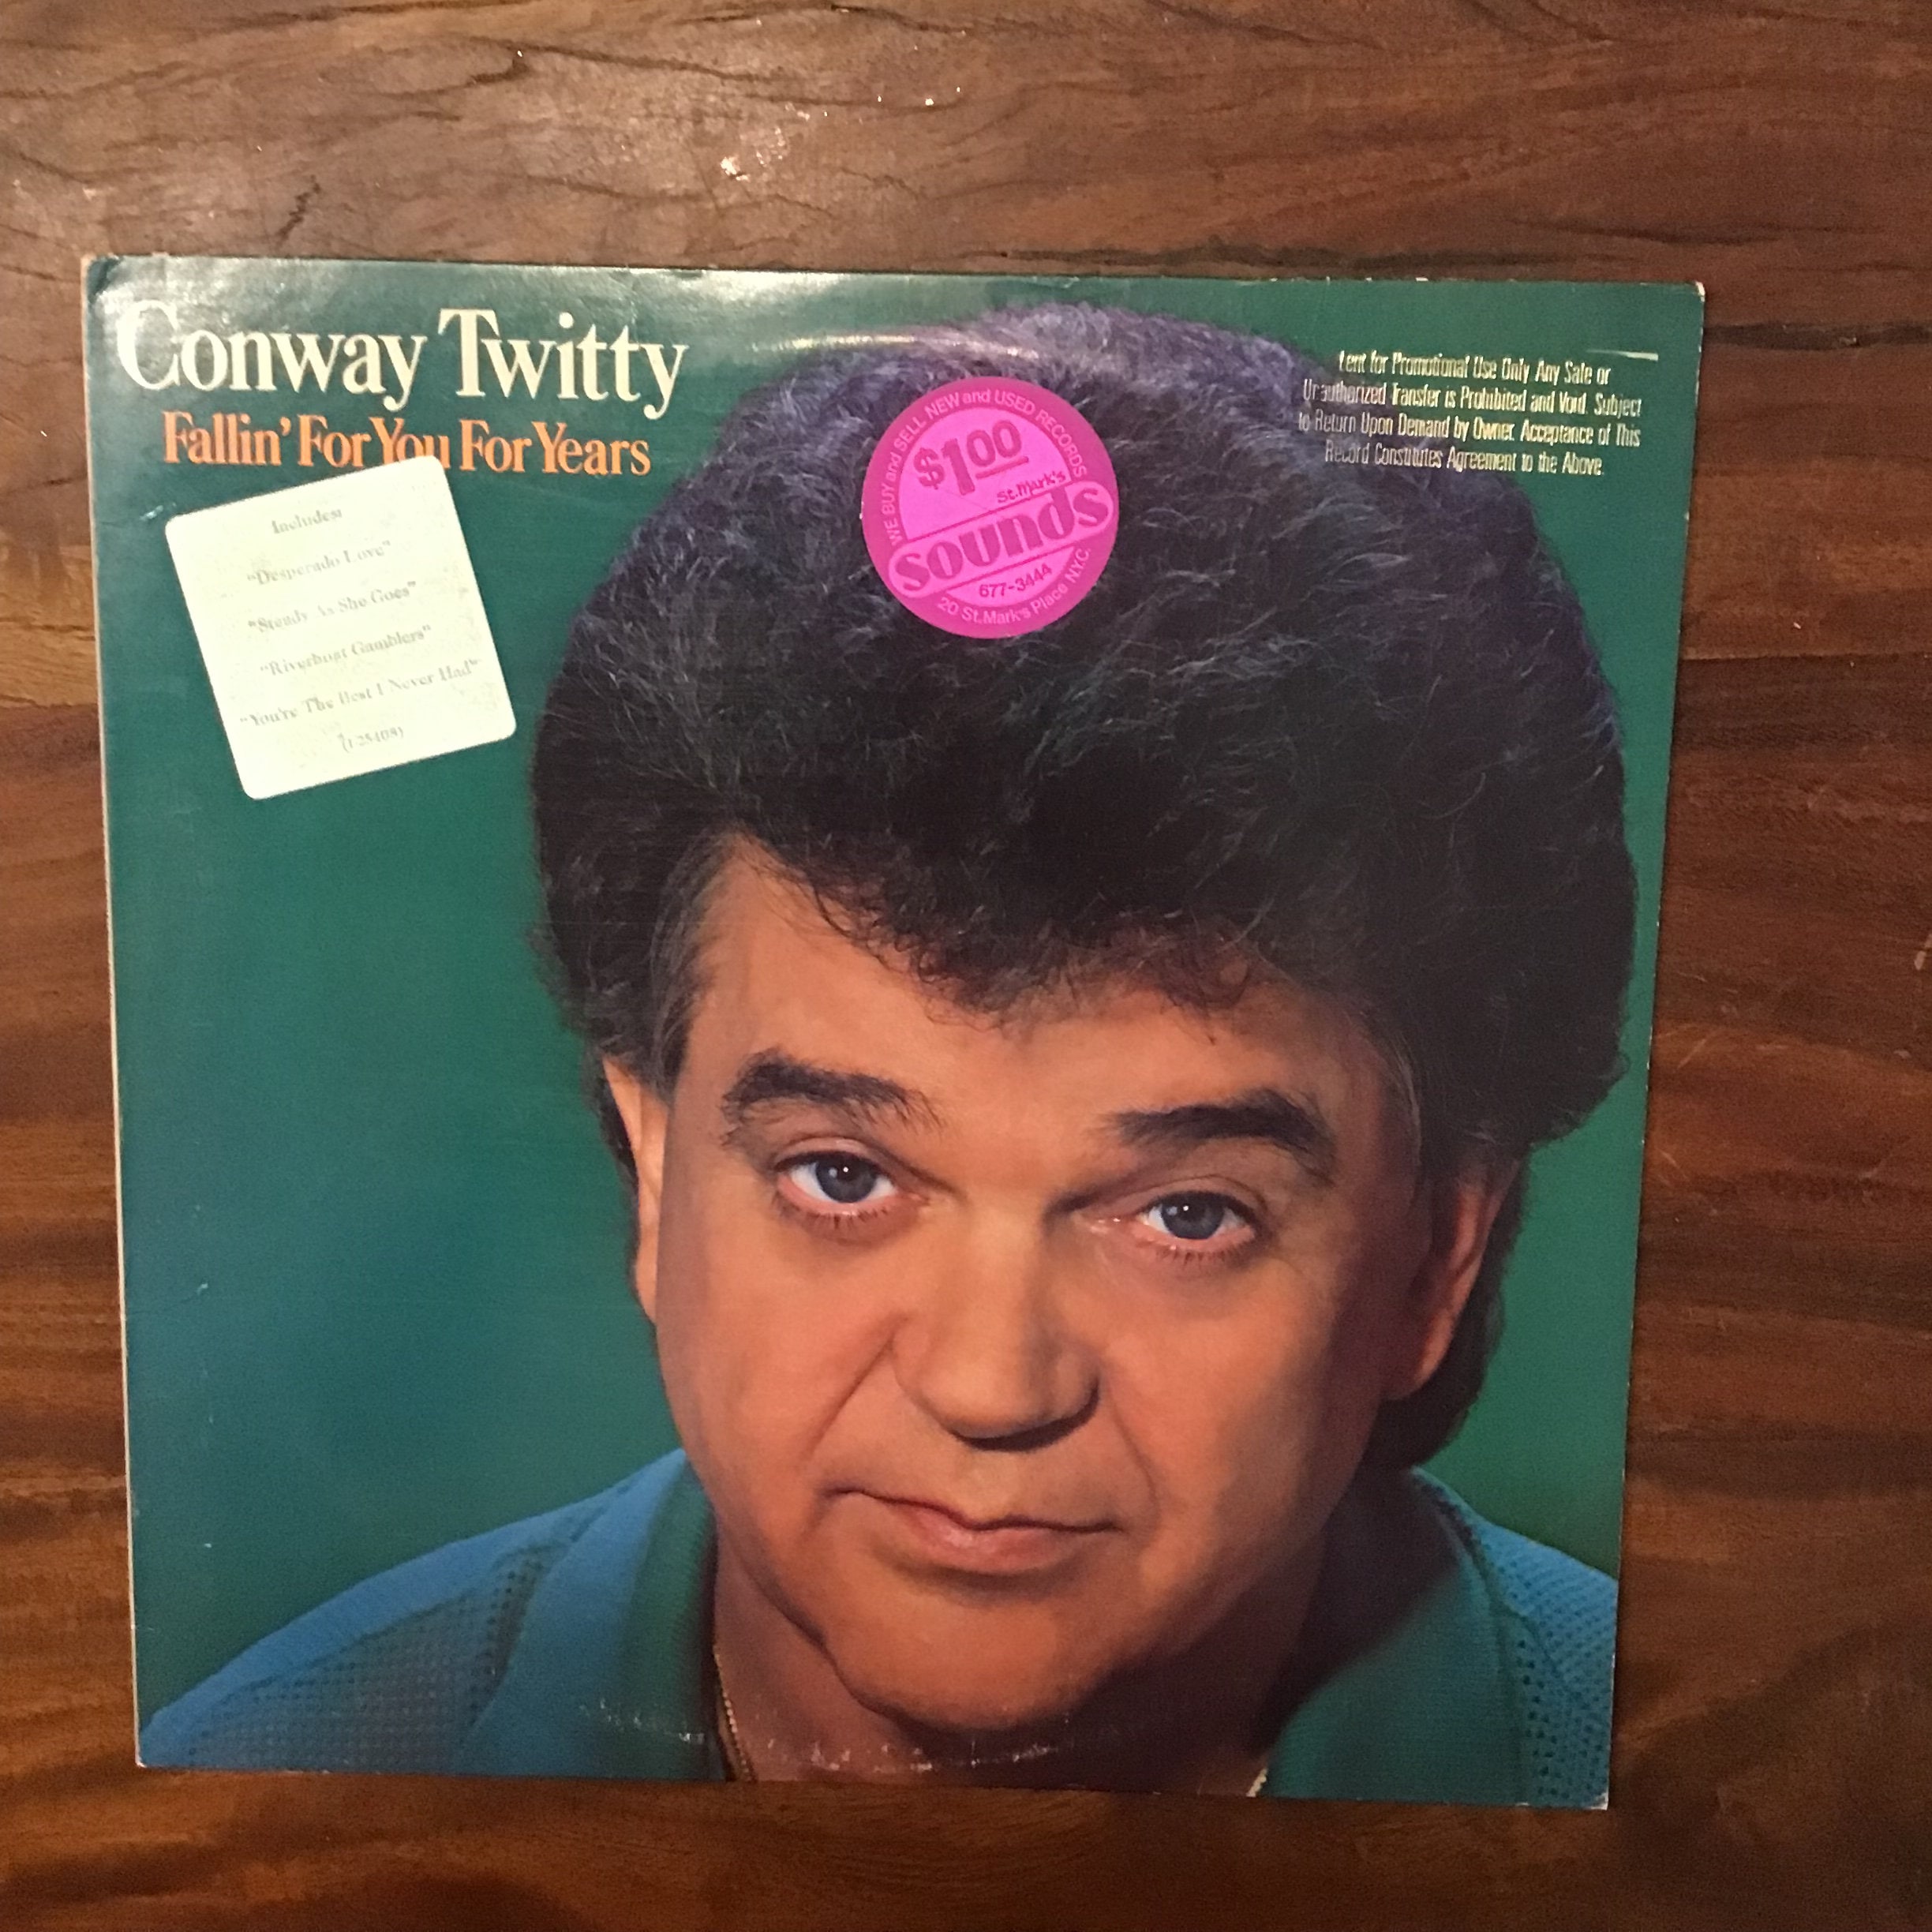 Conway Twitty
Fallin' For You For Years
Includes:
"Desperado Love"
"Steady As She Goes"
"Riverboat Gamblers"
"You're The Best I Never Had"
(1-25408)
WE BUY and SELL NEW and USED RECORDS
$1.00
St. Mark's
sounds
677-3444
20 St. Mark's Place N.Y.C.
Lent for Promotional Use Only Any Sale or
Unauthorized Transfer is Prohibited and Void. Subject
to Return Upon Demand by Owner. Acceptance of This
Record Constitutes Agreement to the Above.